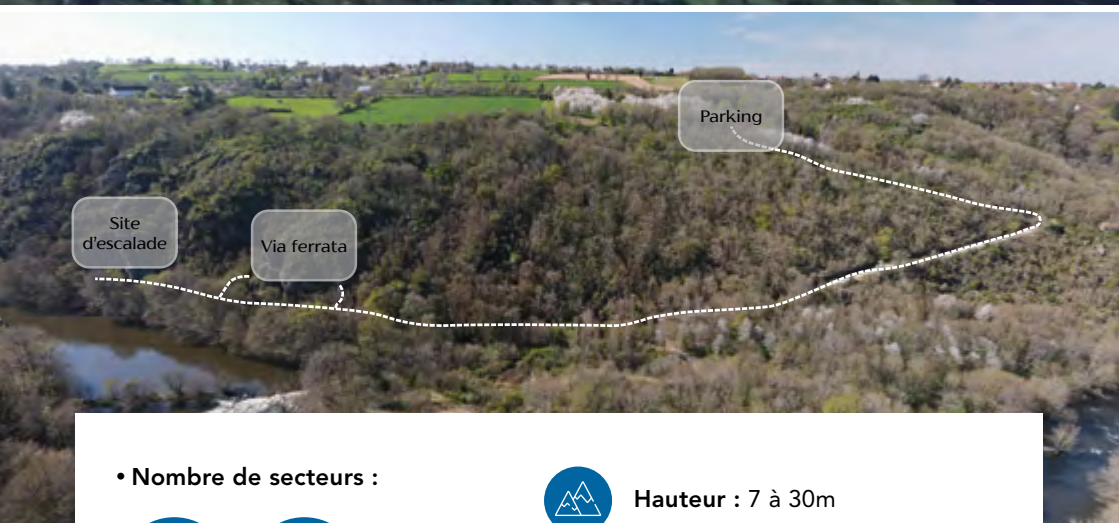 Parking
Site
d'escalade
Via ferrata
• Nombre de secteurs :
Hauteur : 7 à 30m